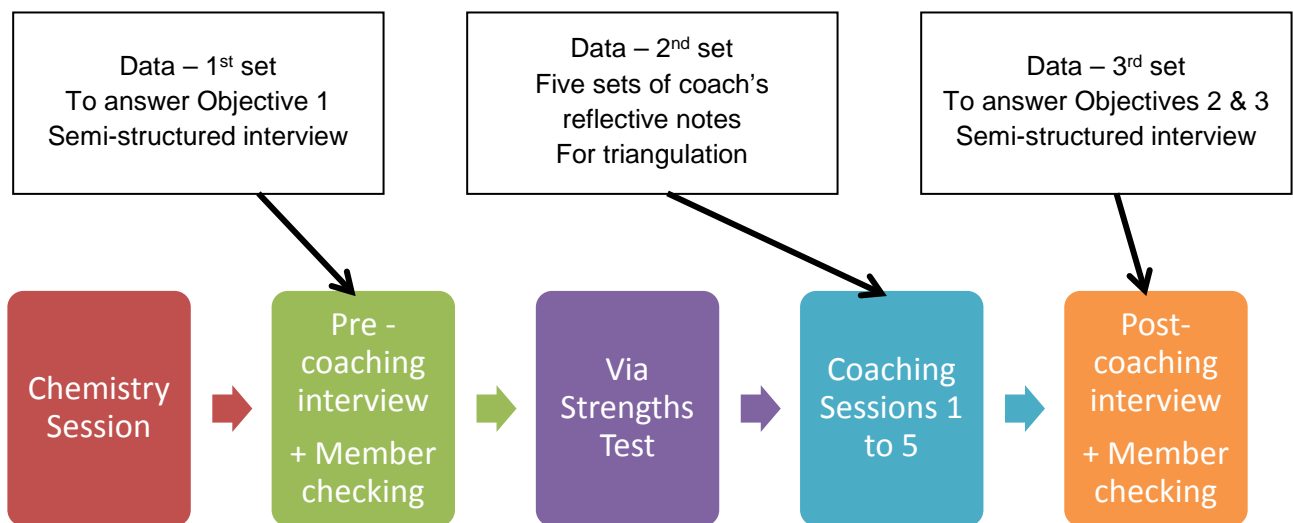 Data – 1st set
To answer Objective 1
Semi-structured interview
Data – 2nd set
Five sets of coach's
reflective notes
For triangulation
Data – 3rd set
To answer Objectives 2 & 3
Semi-structured interview
Chemistry
Session
Pre -
coaching
interview
+ Member
checking
Via
Strengths
Test
Coaching
Sessions 1
to 5
Post-
coaching
interview
+ Member
checking